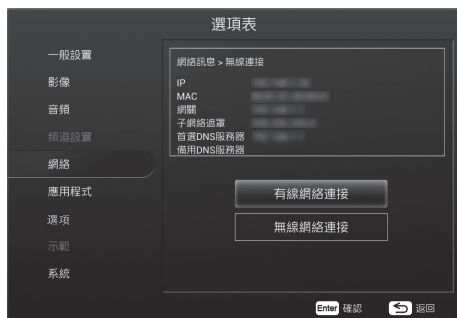 選項表
一般設置
影像
音頻
頻道設置
網絡
應用程式
選項
示範
系統
網絡訊息 > 無線連接
IP
MAC
網關
子網絡遮罩
首選DNS服務器
備用DNS服務器
有線網絡連接
無線網絡連接
Enter 確認
返回